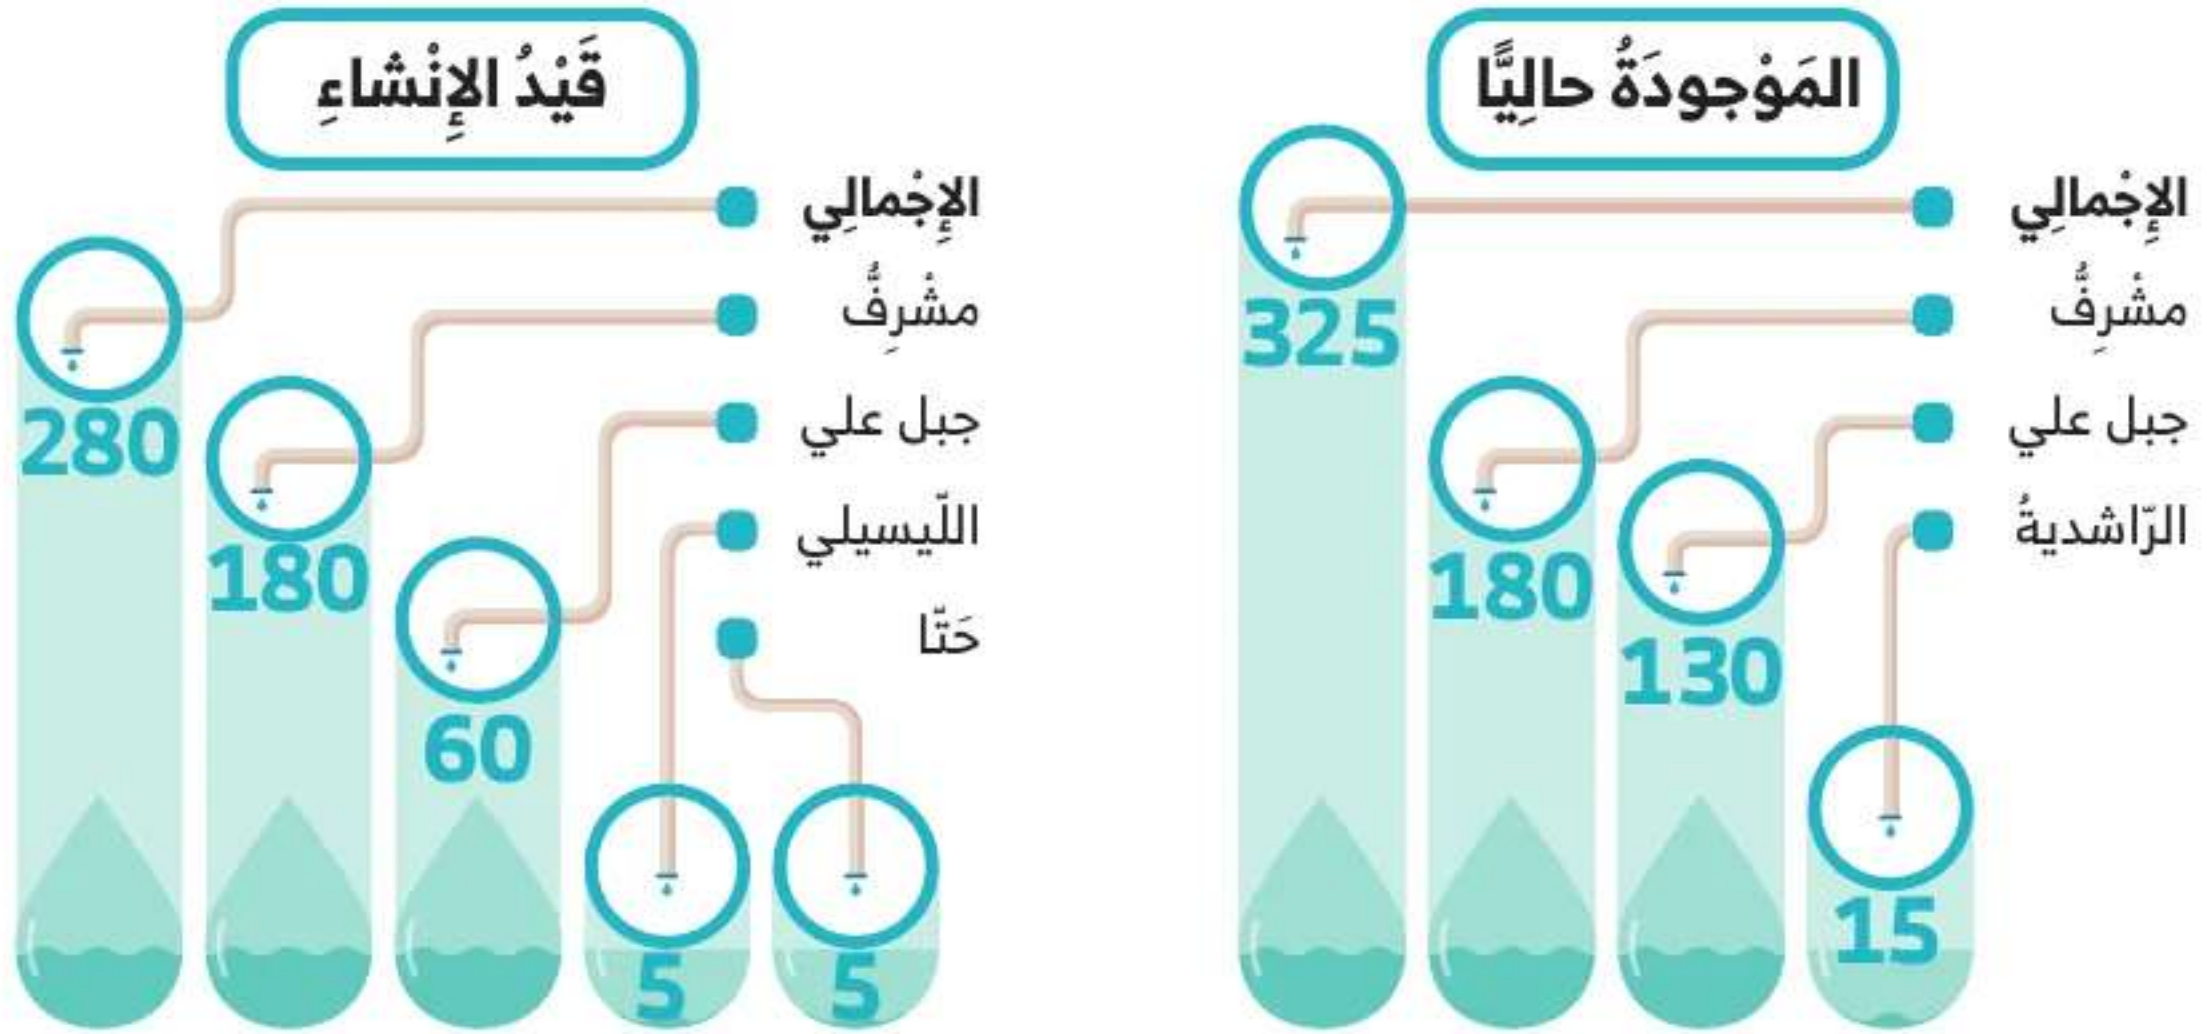 المَوْجودَةُ حالِيًّا
الإِجْمالِي
مشُرِفُّ
جبل علي
الرّاشديةُ
325
180
130
15
قَيْدُ الإِنْشاءِ
الإِجْمالِي
مشُرِفُّ
جبل علي
اللّيسيلي
حَتّا
280
180
60
5
5